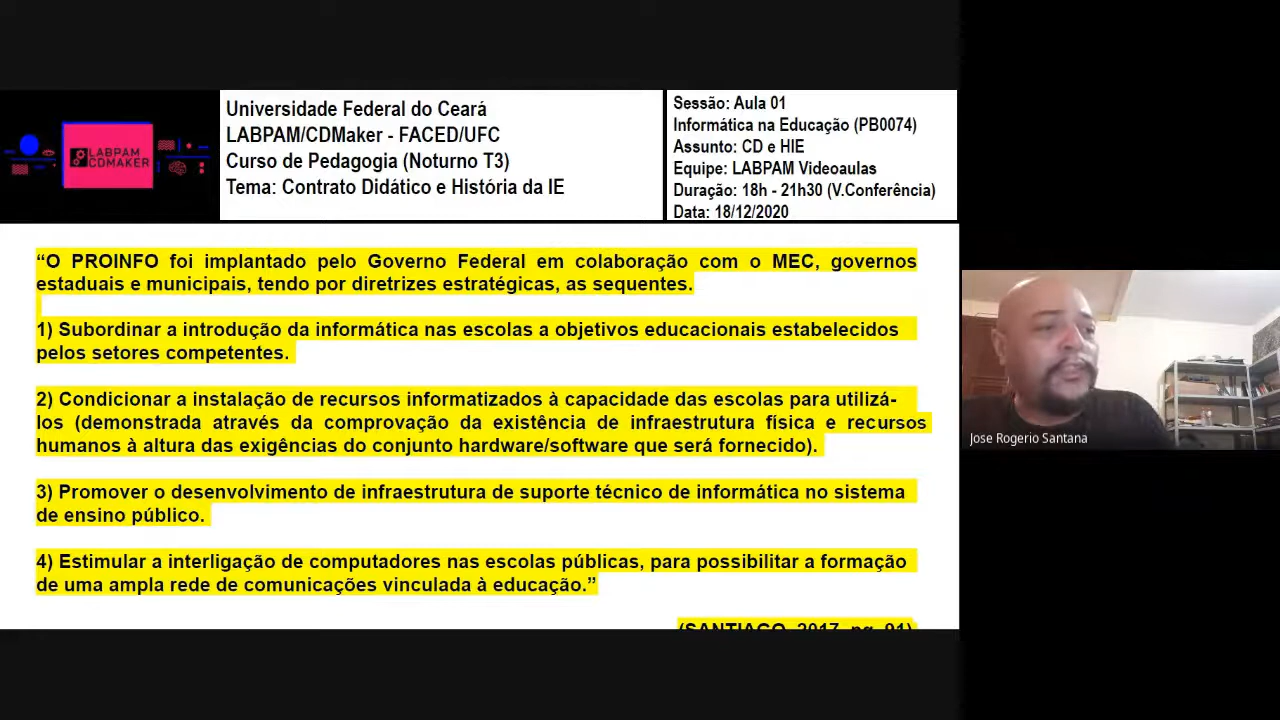 LABPAM
CDMAKER
Universidade Federal do Ceará
LABPAM/CDMaker - FACED/UFC
Curso de Pedagogia (Noturno T3)
Tema: Contrato Didático e História da IE
Sessão: Aula 01
Informática na Educação (PB0074)
Assunto: CD e HIE
Equipe: LABPAM Videoaulas
Duração: 18h - 21h30 (V.Conferência)
Data: 18/12/2020
“O PROINFO foi implantado pelo Governo Federal em colaboração com o MEC, governos
estaduais e municipais, tendo por diretrizes estratégicas, as sequentes.
1) Subordinar a introdução da informática nas escolas a objetivos educacionais estabelecidos
pelos setores competentes.
2) Condicionar a instalação de recursos informatizados à capacidade das escolas para utilizá-
los (demonstrada através da comprovação da existência de infraestrutura física e recursos
humanos à altura das exigências do conjunto hardware/software que será fornecido).
3) Promover o desenvolvimento de infraestrutura de suporte técnico de informática no sistema
de ensino público.
4) Estimular a interligação de computadores nas escolas públicas, para possibilitar a formação
de uma ampla rede de comunicações vinculada à educação.”
(SANTIAGO, 2017, pg. 91)
Jose Rogerio Santana